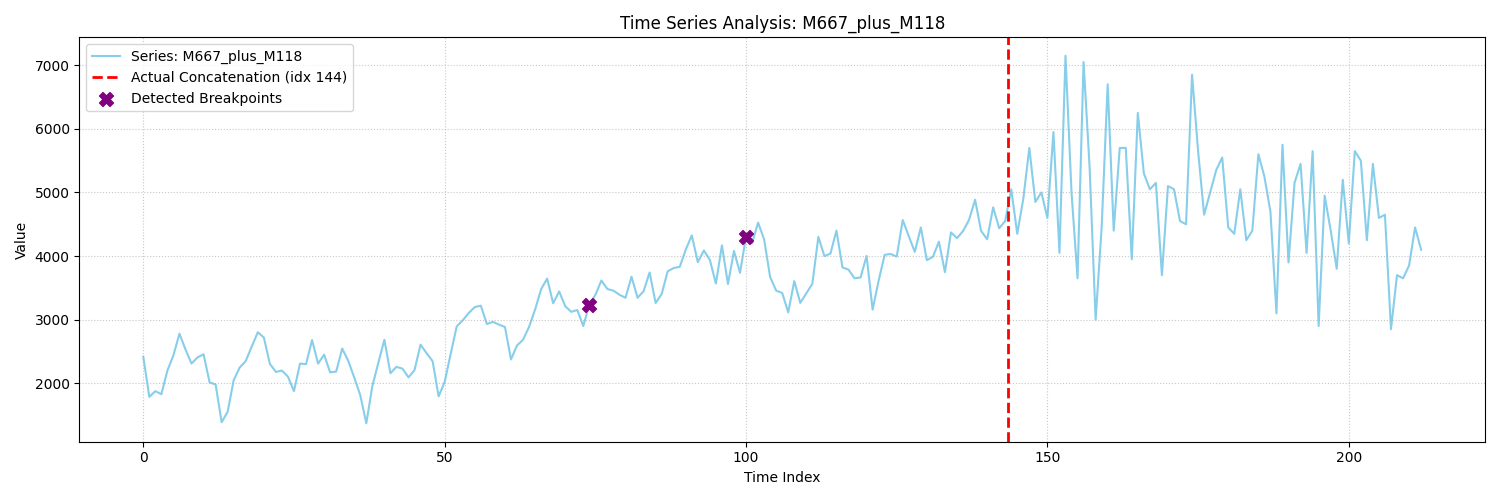 Time Series Analysis: M667_plus_M118
Series: M667_plus_M118
Actual Concatenation (idx 144)
Detected Breakpoints
7000
6000
5000
4000
3000
2000
Value
0 50 100 150 200
Time Index